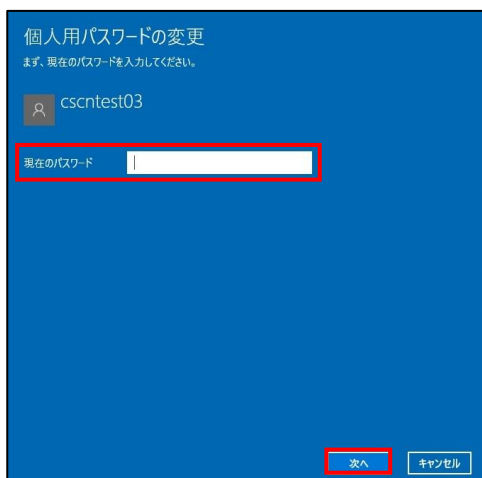 個人用パスワードの変更
まず、現在のパスワードを入力してください。
cscntest03
現在のパスワード
次へ キャンセル